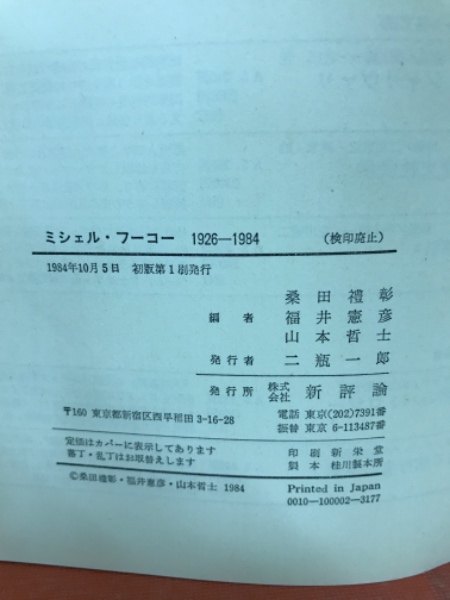 ミシェル・フーコー 1926—1984 (検印廃止)
1984年10月5日 初版第1刷発行
編者 桑田禮彰
福井憲彦
山本哲士
発行者 二瓶一郎
発行所 株式会社 新評論
〒160 東京都新宿区西早稲田3-16-28
電話 東京(202)7391番
振替 東京6-113487番
定価はカバーに表示してあります
落丁・乱丁はお取替えします
印刷 新栄堂
製本 桂川製本所
©桑田禮彰・福井憲彦・山本哲士 1984
Printed in Japan
0010-100002-3177